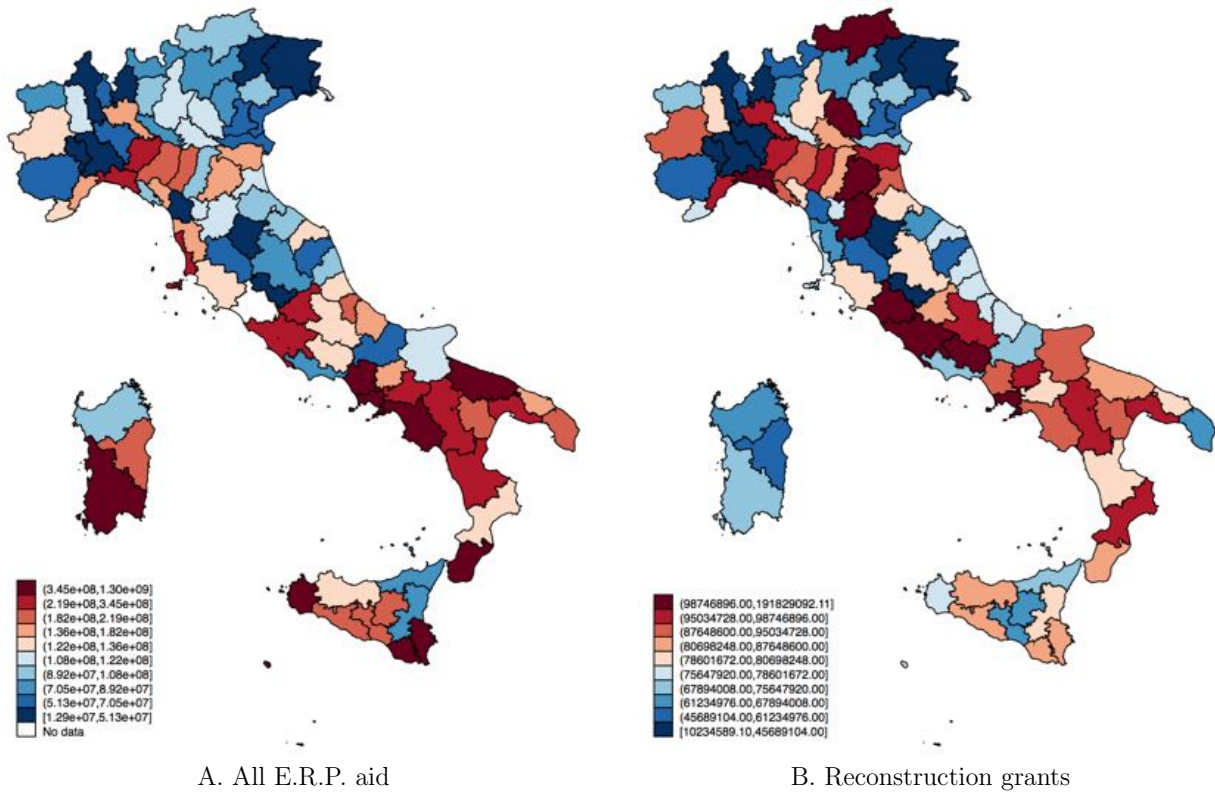 (3.45e+08,1.30e+09]
(2.19e+08,3.45e+08]
(1.82e+08,2.19e+08]
(1.36e+08,1.82e+08]
(1.22e+08,1.36e+08]
(1.08e+08,1.22e+08]
(8.92e+07,1.08e+08]
(7.05e+07,8.92e+07]
(5.13e+07,7.05e+07]
[1.29e+07,5.13e+07]
No data
(98746896.00,191829092.11]
(95034728.00,98746896.00]
(87648600.00,95034728.00]
(80698248.00,87648600.00]
(78601672.00,80698248.00]
(75647920.00,78601672.00]
(67894008.00,75647920.00]
(61234976.00,67894008.00]
(45689104.00,61234976.00]
[10234589.10,45689104.00]
A. All E.R.P. aid
B. Reconstruction grants